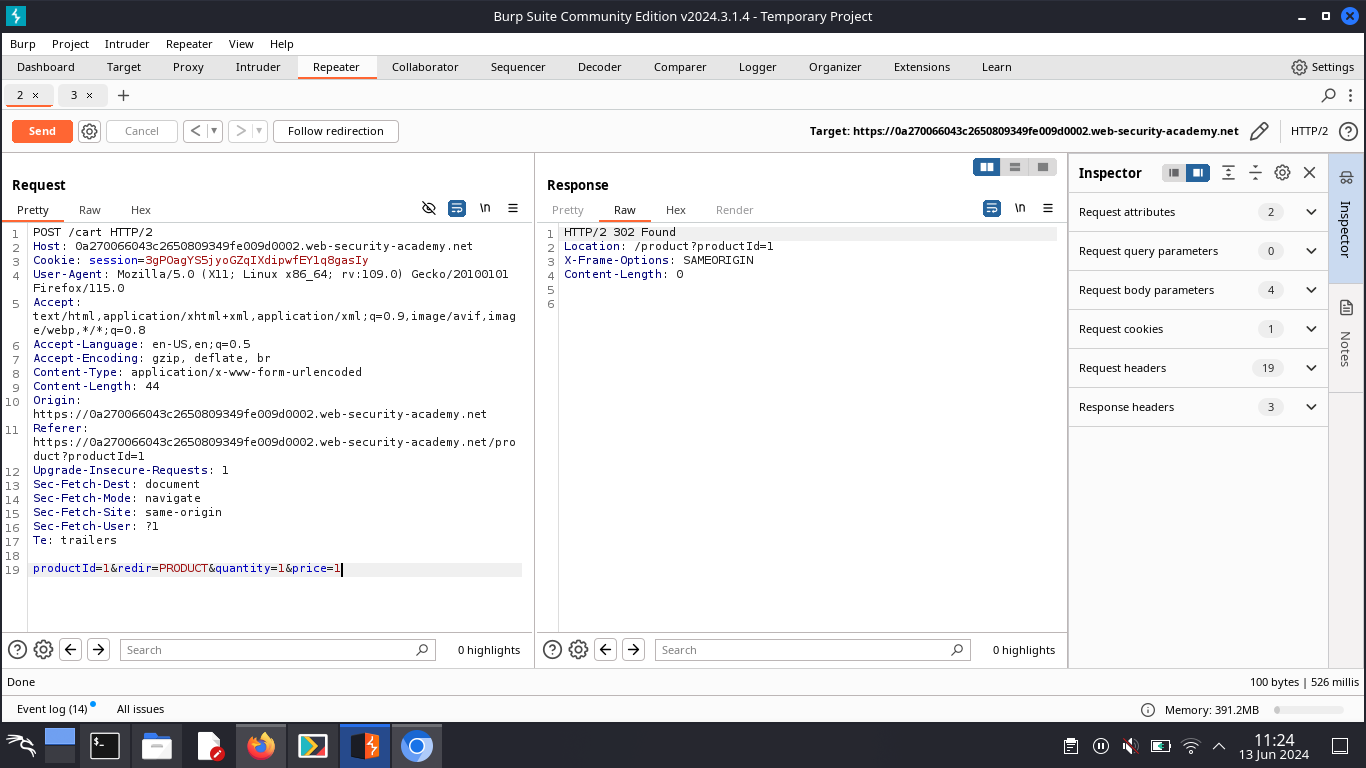 Burp Suite Community Edition v2024.3.1.4 - Temporary Project
Burp Project Intruder Repeater View Help
Dashboard Target Proxy Intruder Repeater Collaborator Sequencer Decoder Comparer Logger Organizer Extensions Learn Settings
2 × 3 × +
Send Cancel < > Follow redirection Target: https://0a270066043c2650809349fe009d0002.web-security-academy.net HTTP/2
Request
Pretty Raw Hex \n
1 POST /cart HTTP/2
2 Host: 0a270066043c2650809349fe009d0002.web-security-academy.net
3 Cookie: session=3gPOagYS5jyoGZqIXdipwfEY1q8gasIy
4 User-Agent: Mozilla/5.0 (X11; Linux x86_64; rv:109.0) Gecko/20100101
Firefox/115.0
5 Accept:
text/html,application/xhtml+xml,application/xml;q=0.9,image/avif,imag
e/webp,*/*;q=0.8
6 Accept-Language: en-US,en;q=0.5
7 Accept-Encoding: gzip, deflate, br
8 Content-Type: application/x-www-form-urlencoded
9 Content-Length: 44
10 Origin:
https://0a270066043c2650809349fe009d0002.web-security-academy.net
11 Referer:
https://0a270066043c2650809349fe009d0002.web-security-academy.net/pro
duct?productId=1
12 Upgrade-Insecure-Requests: 1
13 Sec-Fetch-Dest: document
14 Sec-Fetch-Mode: navigate
15 Sec-Fetch-Site: same-origin
16 Sec-Fetch-User: ?1
17 Te: trailers
18
19 productId=1&redir=PRODUCT&quantity=1&price=1
Search 0 highlights
Response
Pretty Raw Hex Render \n
1 HTTP/2 302 Found
2 Location: /product?productId=1
3 X-Frame-Options: SAMEORIGIN
4 Content-Length: 0
5
6
Search 0 highlights
Inspector
Request attributes 2
Request query parameters 0
Request body parameters 4
Request cookies 1
Request headers 19
Response headers 3
Inspector
Notes
Done 100 bytes | 526 millis
Event log (14) All issues Memory: 391.2MB
11:24
13 Jun 2024